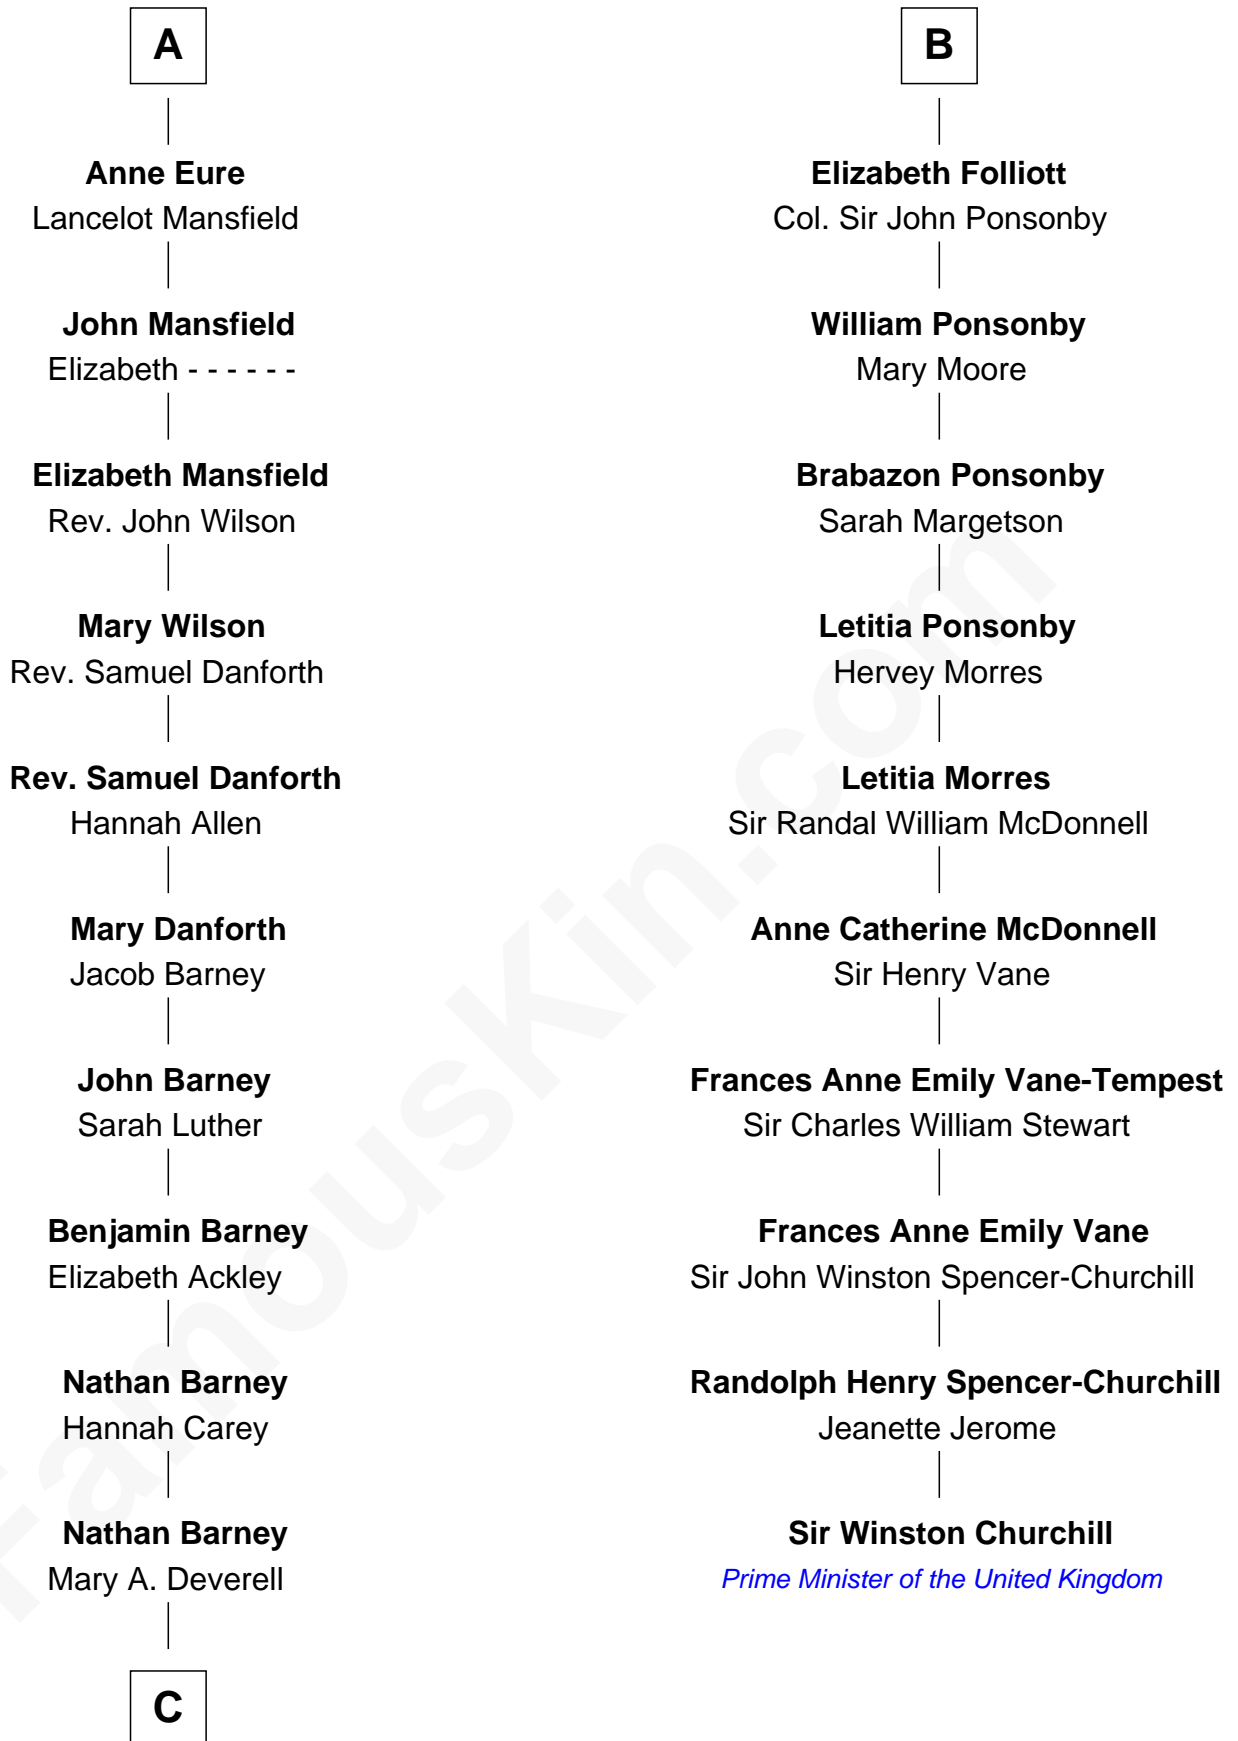 A
Anne Eure
Lancelot Mansfield
John Mansfield
Elizabeth - - - - - -
Elizabeth Mansfield
Rev. John Wilson
Mary Wilson
Rev. Samuel Danforth
Rev. Samuel Danforth
Hannah Allen
Mary Danforth
Jacob Barney
John Barney
Sarah Luther
Benjamin Barney
Elizabeth Ackley
Nathan Barney
Hannah Carey
Nathan Barney
Mary A. Deverell
C
B
Elizabeth Folliott
Col. Sir John Ponsonby
William Ponsonby
Mary Moore
Brabazon Ponsonby
Sarah Margetson
Letitia Ponsonby
Hervey Morres
Letitia Morres
Sir Randal William McDonnell
Anne Catherine McDonnell
Sir Henry Vane
Frances Anne Emily Vane-Tempest
Sir Charles William Stewart
Frances Anne Emily Vane
Sir John Winston Spencer-Churchill
Randolph Henry Spencer-Churchill
Jeanette Jerome
Sir Winston Churchill
Prime Minister of the United Kingdom
FamousKin.com